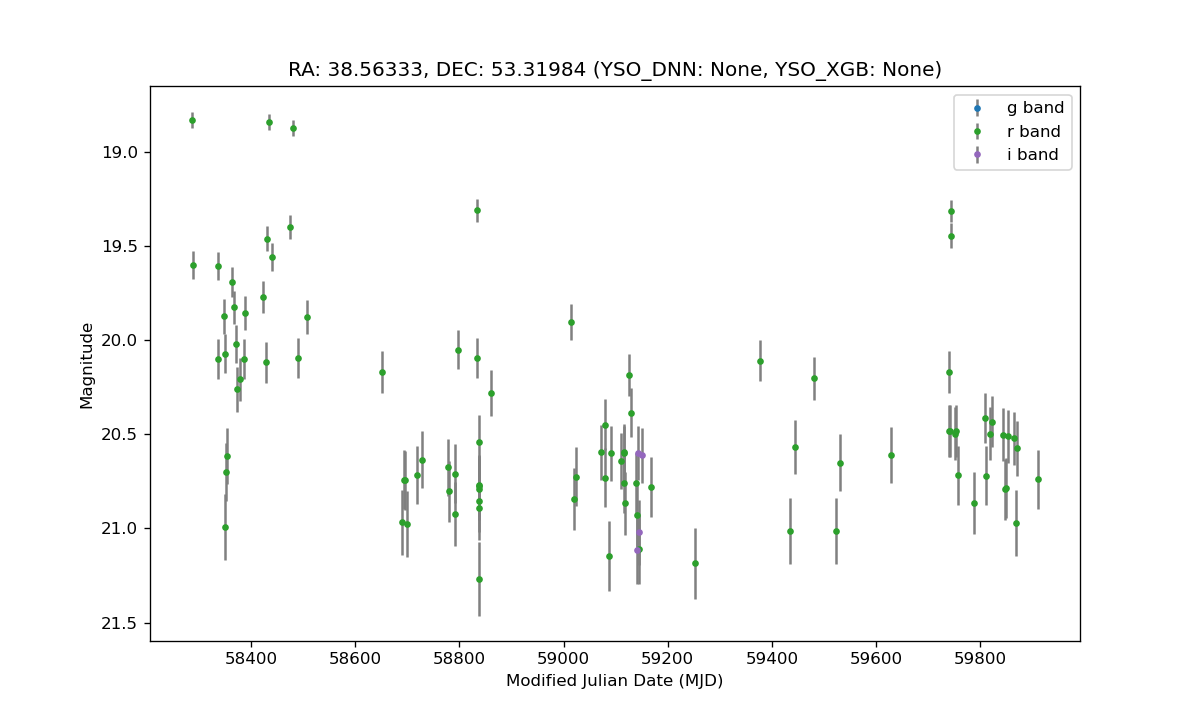 RA: 38.56333, DEC: 53.31984 (YSO_DNN: None, YSO_XGB: None)
g band
r band
i band
19.0
19.5
20.0
20.5
21.0
21.5
Magnitude
58400 58600 58800 59000 59200 59400 59600 59800
Modified Julian Date (MJD)